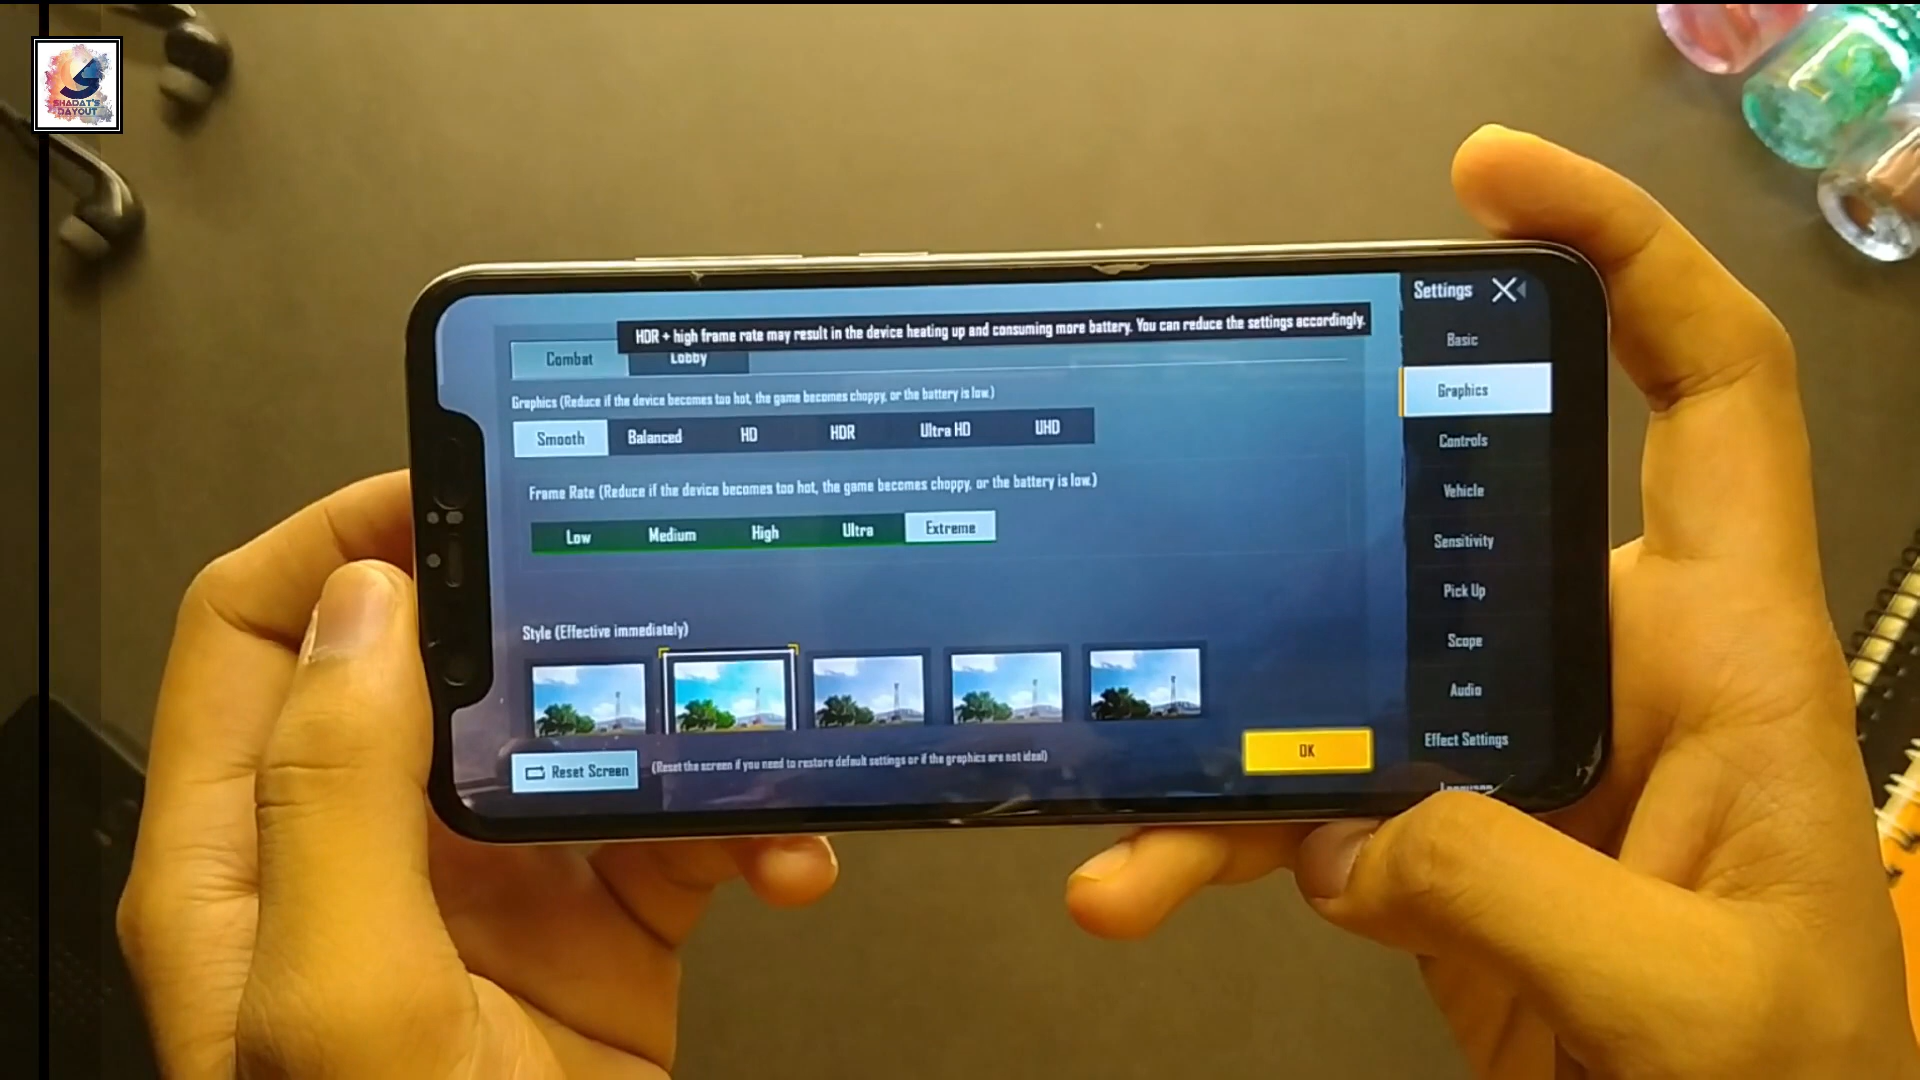 SHADAT'S
DAYOUT
Settings
HDR + high frame rate may result in the device heating up and consuming more battery. You can reduce the settings accordingly.
Combat
Lobby
Graphics (Reduce if the device becomes too hot, the game becomes choppy, or the battery is low.)
Smooth Balanced HD HDR Ultra HD UHD
Frame Rate (Reduce if the device becomes too hot, the game becomes choppy, or the battery is low.)
Low Medium High Ultra Extreme
Style (Effective immediately)
Reset Screen
(Reset the screen if you need to restore default settings or if the graphics are not ideal)
OK
Basic
Graphics
Controls
Vehicle
Sensitivity
Pick Up
Scope
Audio
Effect Settings
Language